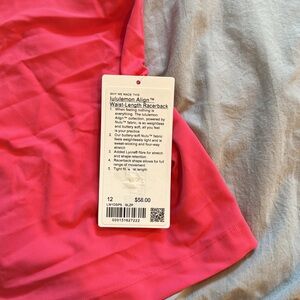 WHY WE MADE THIS
lululemon Align™
Waist-Length Racerback
1 When feeling nothing is
everything. The lululemon
Align™ collection, powered by
Nulu™ fabric, is so weightless
and buttery soft, all you feel
is your practice
2 Our buttery-soft Nulu™ fabric
feels weightless, light and is
sweat-wicking and four-way
stretch
3 Added Lycra® fibre for stretch
and shape retention
4 Racerback shape allows for full
range of movement
5 Tight fit, length
12 $58.00